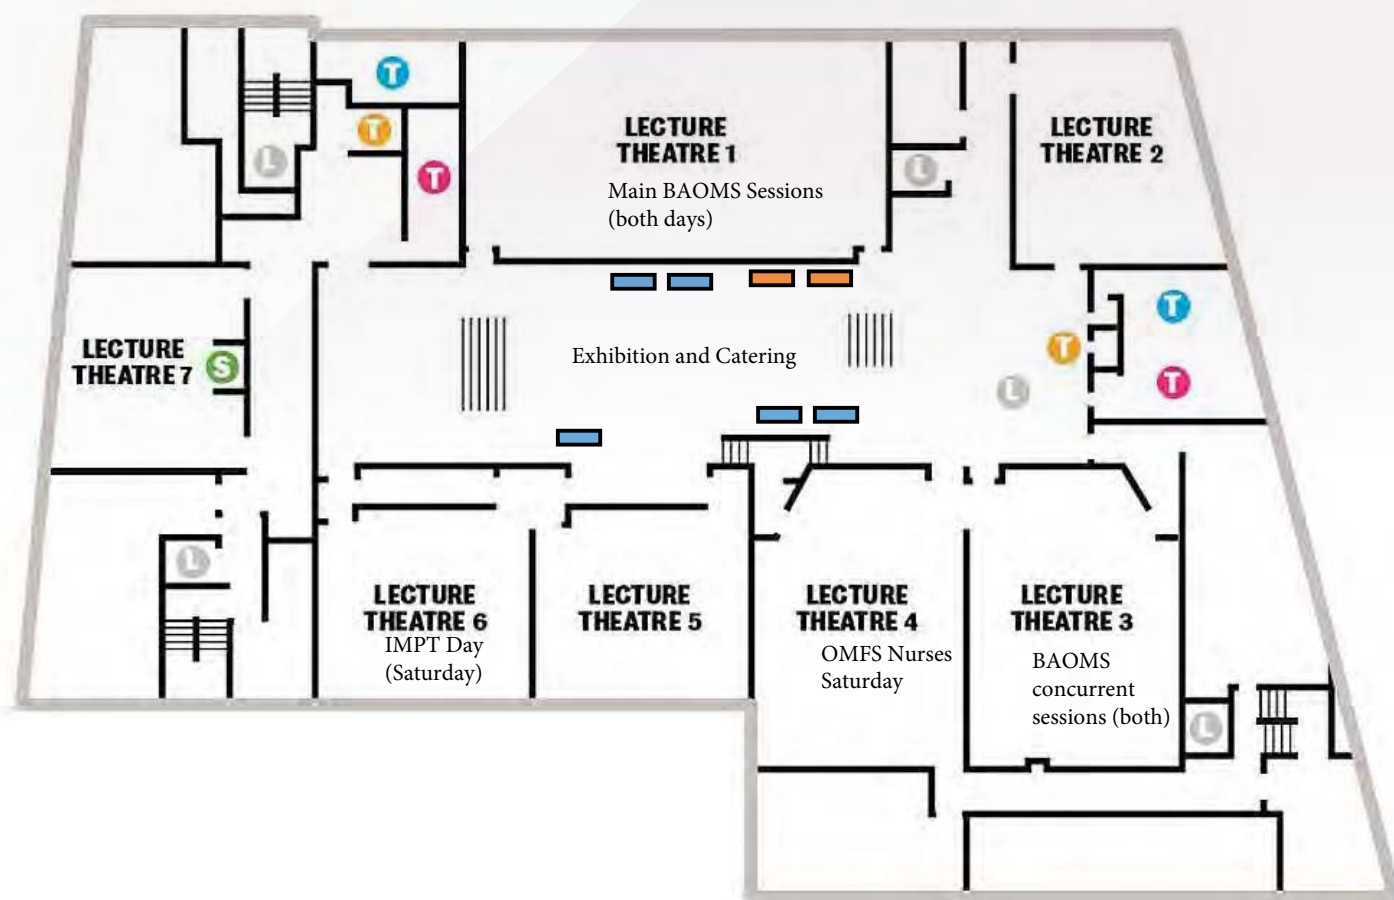 T
T
T
L
LECTURE
THEATRE 1
Main BAOMS Sessions
(both days)
L
LECTURE
THEATRE 2
LECTURE
THEATRE 7
S
Exhibition and Catering
L
T
T
T
L
LECTURE
THEATRE 6
IMPT Day
(Saturday)
LECTURE
THEATRE 5
LECTURE
THEATRE 4
OMFS Nurses
Saturday
LECTURE
THEATRE 3
BAOMS
concurrent
sessions (both)
L